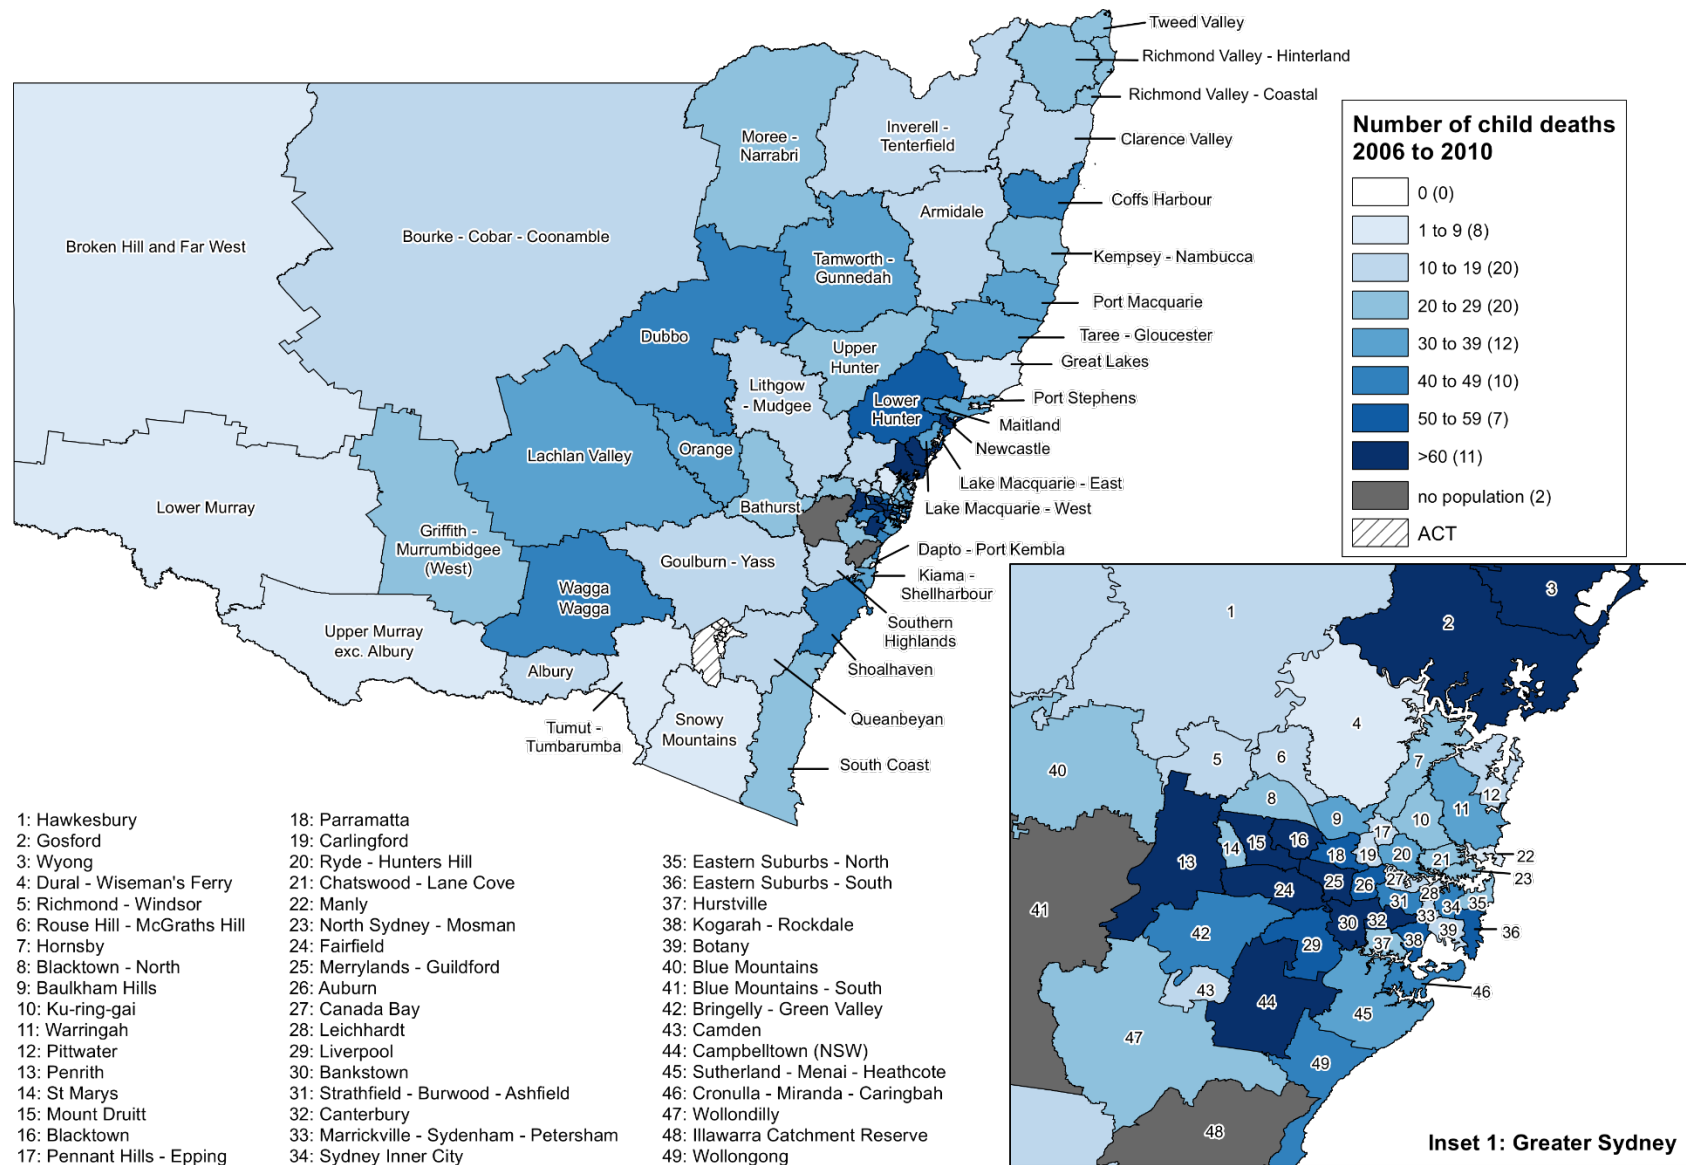 Tweed Valley
Richmond Valley - Hinterland
Richmond Valley - Coastal
Clarence Valley
Coffs Harbour
Kempsey - Nambucca
Port Macquarie
Taree - Gloucester
Great Lakes
Port Stephens
Maitland
Newcastle
Lake Macquarie - East
Lake Macquarie - West
Dapto - Port Kembla
Kiama -
Shellharbour
Southern
Highlands
Shoalhaven
Queanbeyan
South Coast
Moree -
Narrabri
Inverell -
Tenterfield
Armidale
Broken Hill and Far West
Bourke - Cobar - Coonamble
Tamworth -
Gunnedah
Dubbo
Upper
Hunter
Lithgow
- Mudgee
Lower
Hunter
Orange
Lachlan Valley
Bathurst
Lower Murray
Griffith -
Murrumbidgee
(West)
Goulburn - Yass
Wagga
Wagga
Upper Murray
exc. Albury
Albury
Tumut -
Tumbarumba
Snowy
Mountains
Number of child deaths
2006 to 2010
0 (0)
1 to 9 (8)
10 to 19 (20)
20 to 29 (20)
30 to 39 (12)
40 to 49 (10)
50 to 59 (7)
>60 (11)
no population (2)
ACT
1
2
3
4
5
6
7
8
9
10
11
12
13
14
15
16
17
18
19
20
21
22
23
24
25
26
27
28
29
30
31
32
33
34
35
36
37
38
39
40
41
42
43
44
45
46
47
48
49
Inset 1: Greater Sydney
1: Hawkesbury
2: Gosford
3: Wyong
4: Dural - Wiseman's Ferry
5: Richmond - Windsor
6: Rouse Hill - McGraths Hill
7: Hornsby
8: Blacktown - North
9: Baulkham Hills
10: Ku-ring-gai
11: Warringah
12: Pittwater
13: Penrith
14: St Marys
15: Mount Druitt
16: Blacktown
17: Pennant Hills - Epping
18: Parramatta
19: Carlingford
20: Ryde - Hunters Hill
21: Chatswood - Lane Cove
22: Manly
23: North Sydney - Mosman
24: Fairfield
25: Merrylands - Guildford
26: Auburn
27: Canada Bay
28: Leichhardt
29: Liverpool
30: Bankstown
31: Strathfield - Burwood - Ashfield
32: Canterbury
33: Marrickville - Sydenham - Petersham
34: Sydney Inner City
35: Eastern Suburbs - North
36: Eastern Suburbs - South
37: Hurstville
38: Kogarah - Rockdale
39: Botany
40: Blue Mountains
41: Blue Mountains - South
42: Bringelly - Green Valley
43: Camden
44: Campbelltown (NSW)
45: Sutherland - Menai - Heathcote
46: Cronulla - Miranda - Caringbah
47: Wollondilly
48: Illawarra Catchment Reserve
49: Wollongong